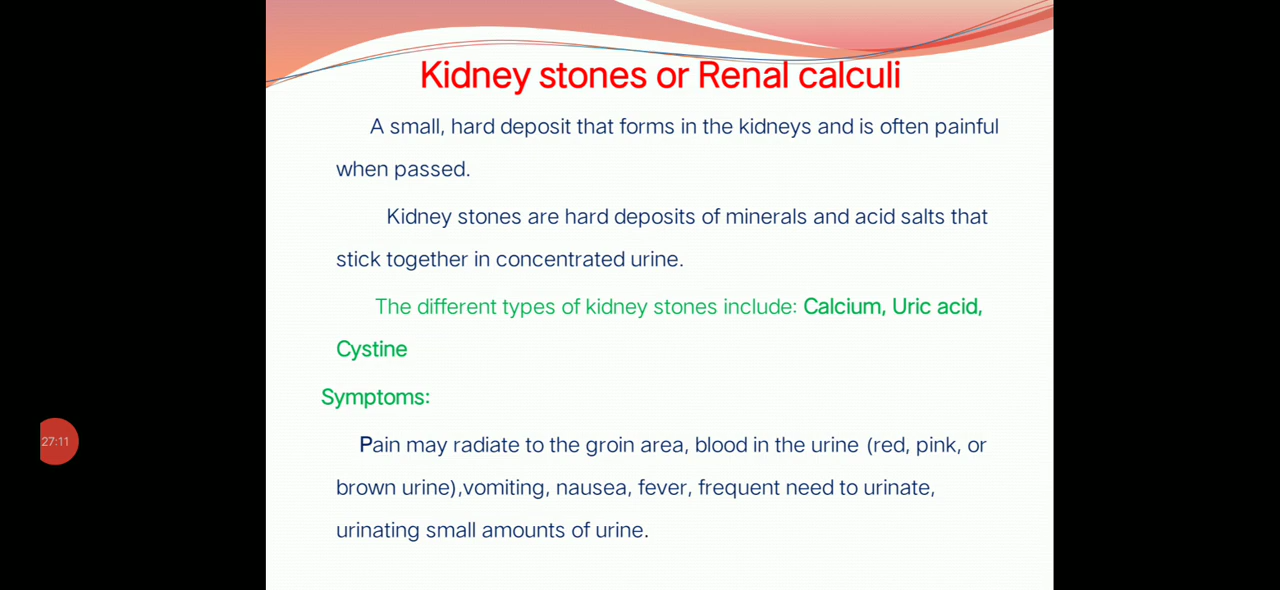 Kidney stones or Renal calculi
A small, hard deposit that forms in the kidneys and is often painful
when passed.
Kidney stones are hard deposits of minerals and acid salts that
stick together in concentrated urine.
The different types of kidney stones include: Calcium, Uric acid,
Cystine
Symptoms:
Pain may radiate to the groin area, blood in the urine (red, pink, or
brown urine),vomiting, nausea, fever, frequent need to urinate,
urinating small amounts of urine.
27:11